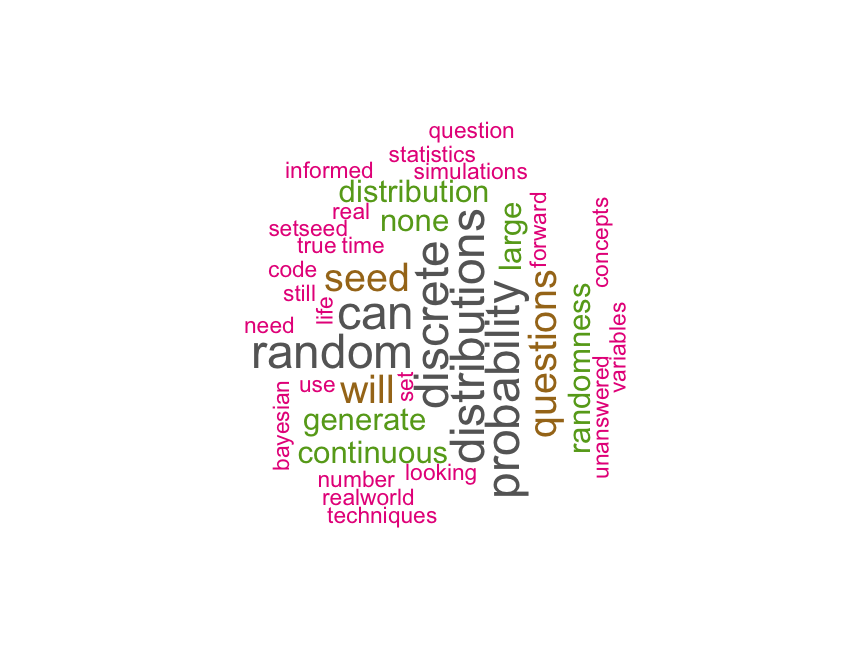 question
statistics
informed
simulations
distribution
real
none
setseed
true
time
code
seed
still
life
can
need
random
discrete
distributions
probability
large
forward
questions
randomness
concepts
variables
unanswered
use
will
set
bayesian
generate
continuous
looking
number
realworld
techniques